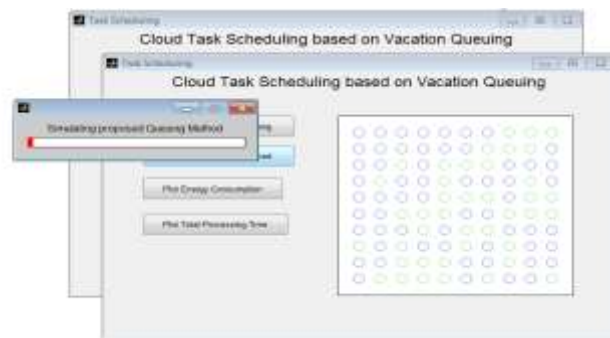 Task Scheduling
Cloud Task Scheduling based on Vacation Queuing
Task Scheduling
Cloud Task Scheduling based on Vacation Queuing
Simulating proposed Queuing Method
Plot Energy Consumption
Plot Total Processing Time